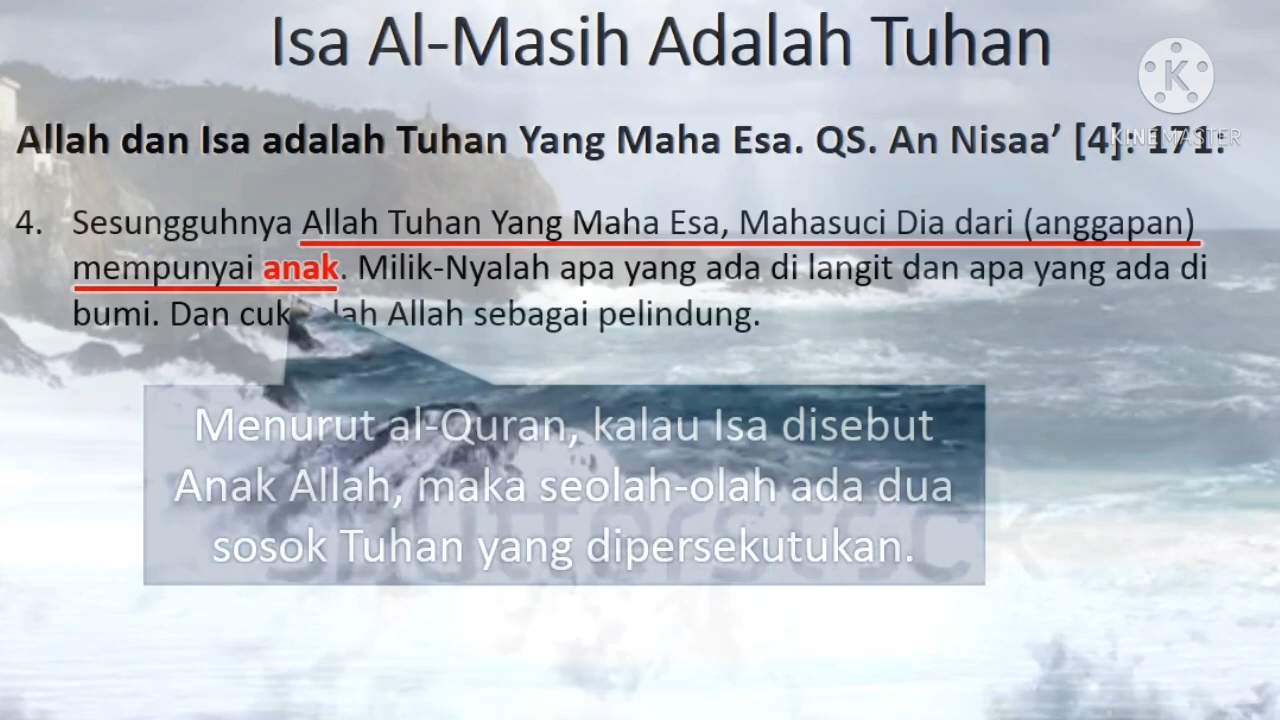 Isa Al-Masih Adalah Tuhan
KINEMASTER
Allah dan Isa adalah Tuhan Yang Maha Esa. QS. An Nisaa’ [4]: 171.
4. Sesungguhnya Allah Tuhan Yang Maha Esa, Mahasuci Dia dari (anggapan)
mempunyai anak. Milik-Nyalah apa yang ada di langit dan apa yang ada di
bumi. Dan Allah sebagai pelindung.
Menurut al-Quran, kalau Isa disebut
Anak Allah, maka seolah-olah ada dua
sosok Tuhan yang dipersekutukan.
shutterstock